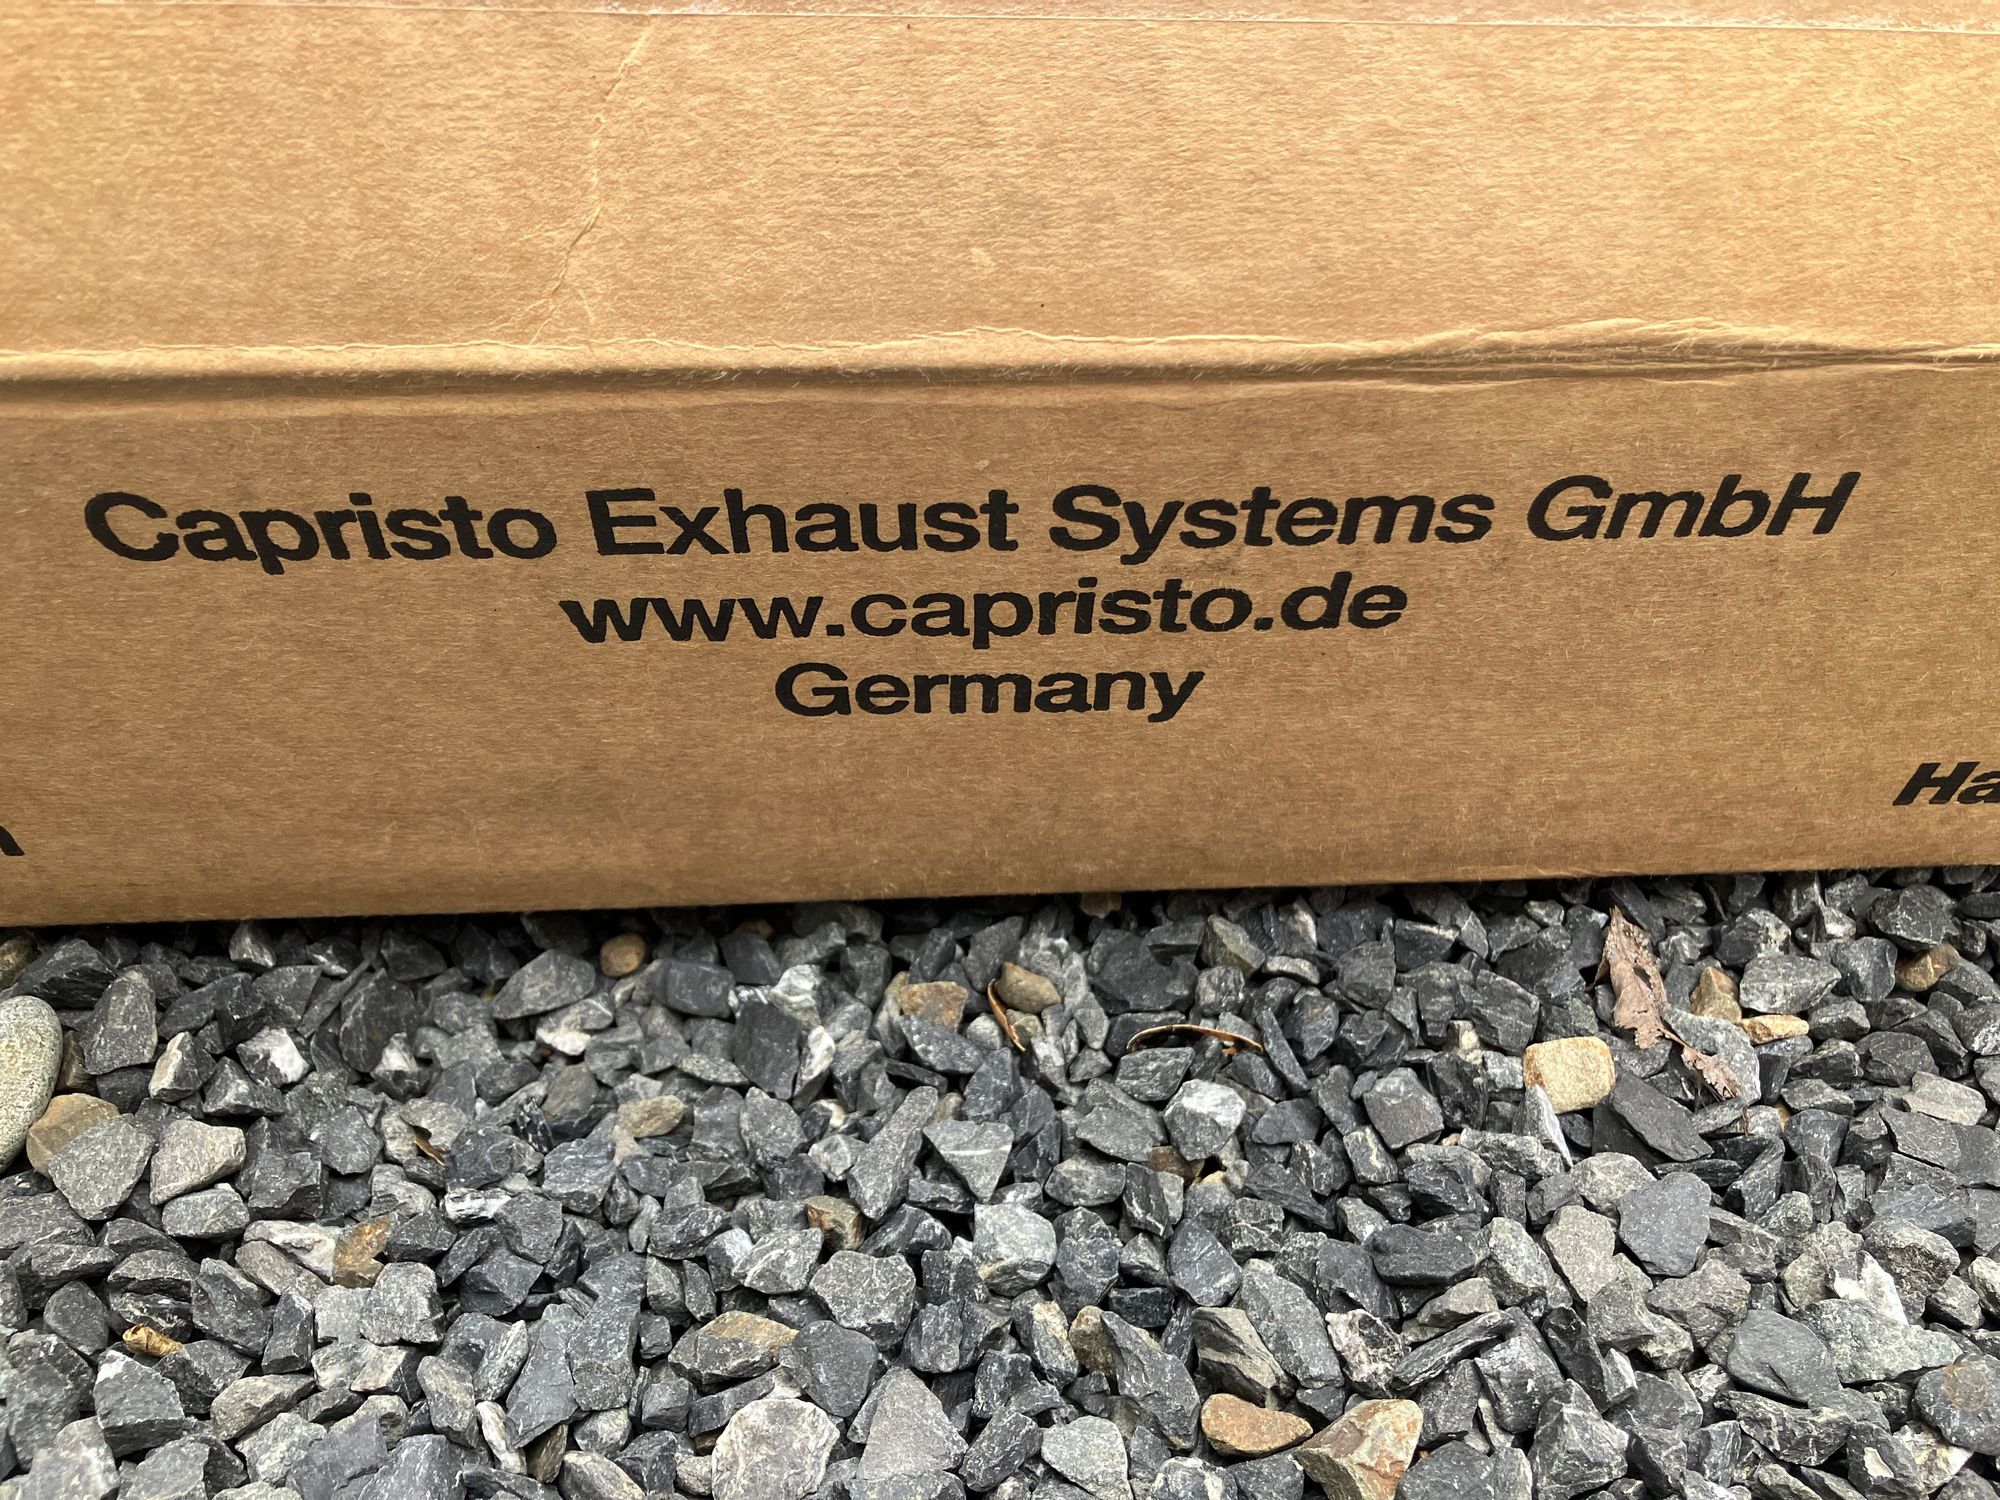 Capristo Exhaust Systems GmbH
www.capristo.de
Germany